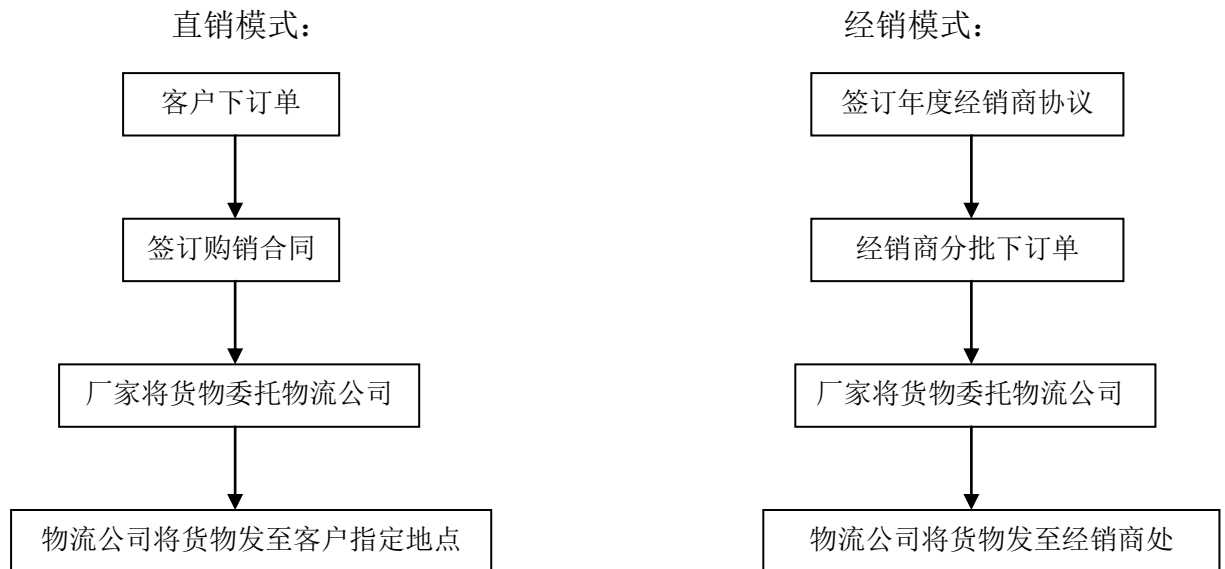 直销模式：
客户下订单
签订购销合同
厂家将货物委托物流公司
物流公司将货物发至客户指定地点
经销模式：
签订年度经销商协议
经销商分批下订单
厂家将货物委托物流公司
物流公司将货物发至经销商处